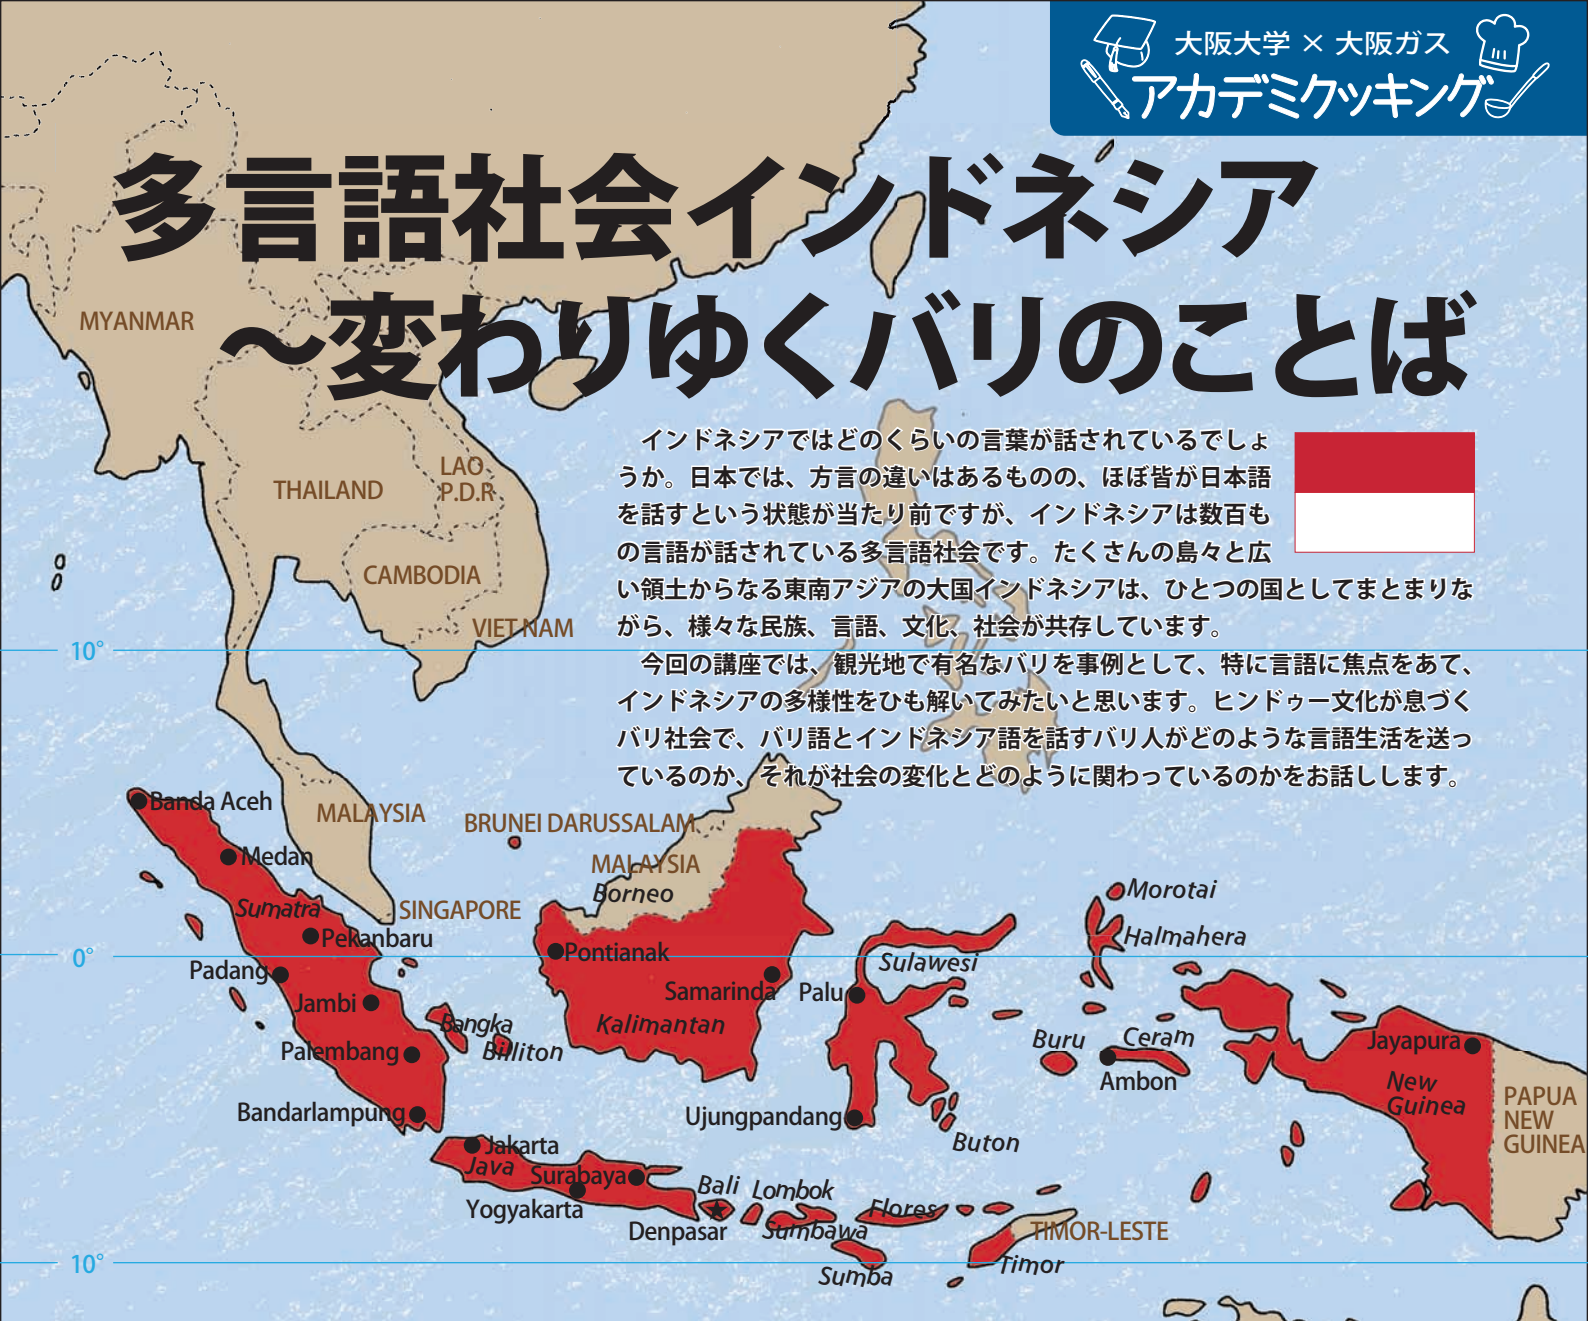 大阪大学 × 大阪ガス
アカデミクッキング
多言語社会インドネシア
～変わりゆくバリのことば
インドネシアではどのくらいの言葉が話されているでしょ
うか。日本では、方言の違いはあるものの、ほぼ皆が日本語
を話すという状態が当たり前ですが、インドネシアは数百も
の言語が話されている多言語社会です。たくさんの島々と広
い領土からなる東南アジアの大国インドネシアは、ひとつの国としてまとまりな
がら、様々な民族、言語、文化、社会が共存しています。
今回の講座では、観光地で有名なバリを事例として、特に言語に焦点をあて、
インドネシアの多様性をひも解いてみたいと思います。ヒンドゥー文化が息づく
バリ社会で、バリ語とインドネシア語を話すバリ人がどのような言語生活を送っ
ているのか、それが社会の変化とどのように関わっているのかをお話しします。
MYANMAR
LAO
P.D.R
THAILAND
CAMBODIA
VIET NAM
10°
Banda Aceh
MALAYSIA
BRUNEI DARUSSALAM
Medan
MALAYSIA
Borneo
Morotai
Sumatra
SINGAPORE
Pekanbaru
Halmahera
Pontianak
0°
Padang
Sulawesi
Samarinda
Palu
Jambi
Bangka
Kalimantan
Billiton
Buru
Ceram
Jayapura
Palembang
Ambon
New
Guinea
PAPUA
NEW
GUINEA
Bandarlampung
Ujungpandang
Buton
Jakarta
Java
Surabaya
Bali
Lombok
Yogyakarta
Flores
Denpasar
Sumbawa
TIMOR-LESTE
10°
Timor
Sumba